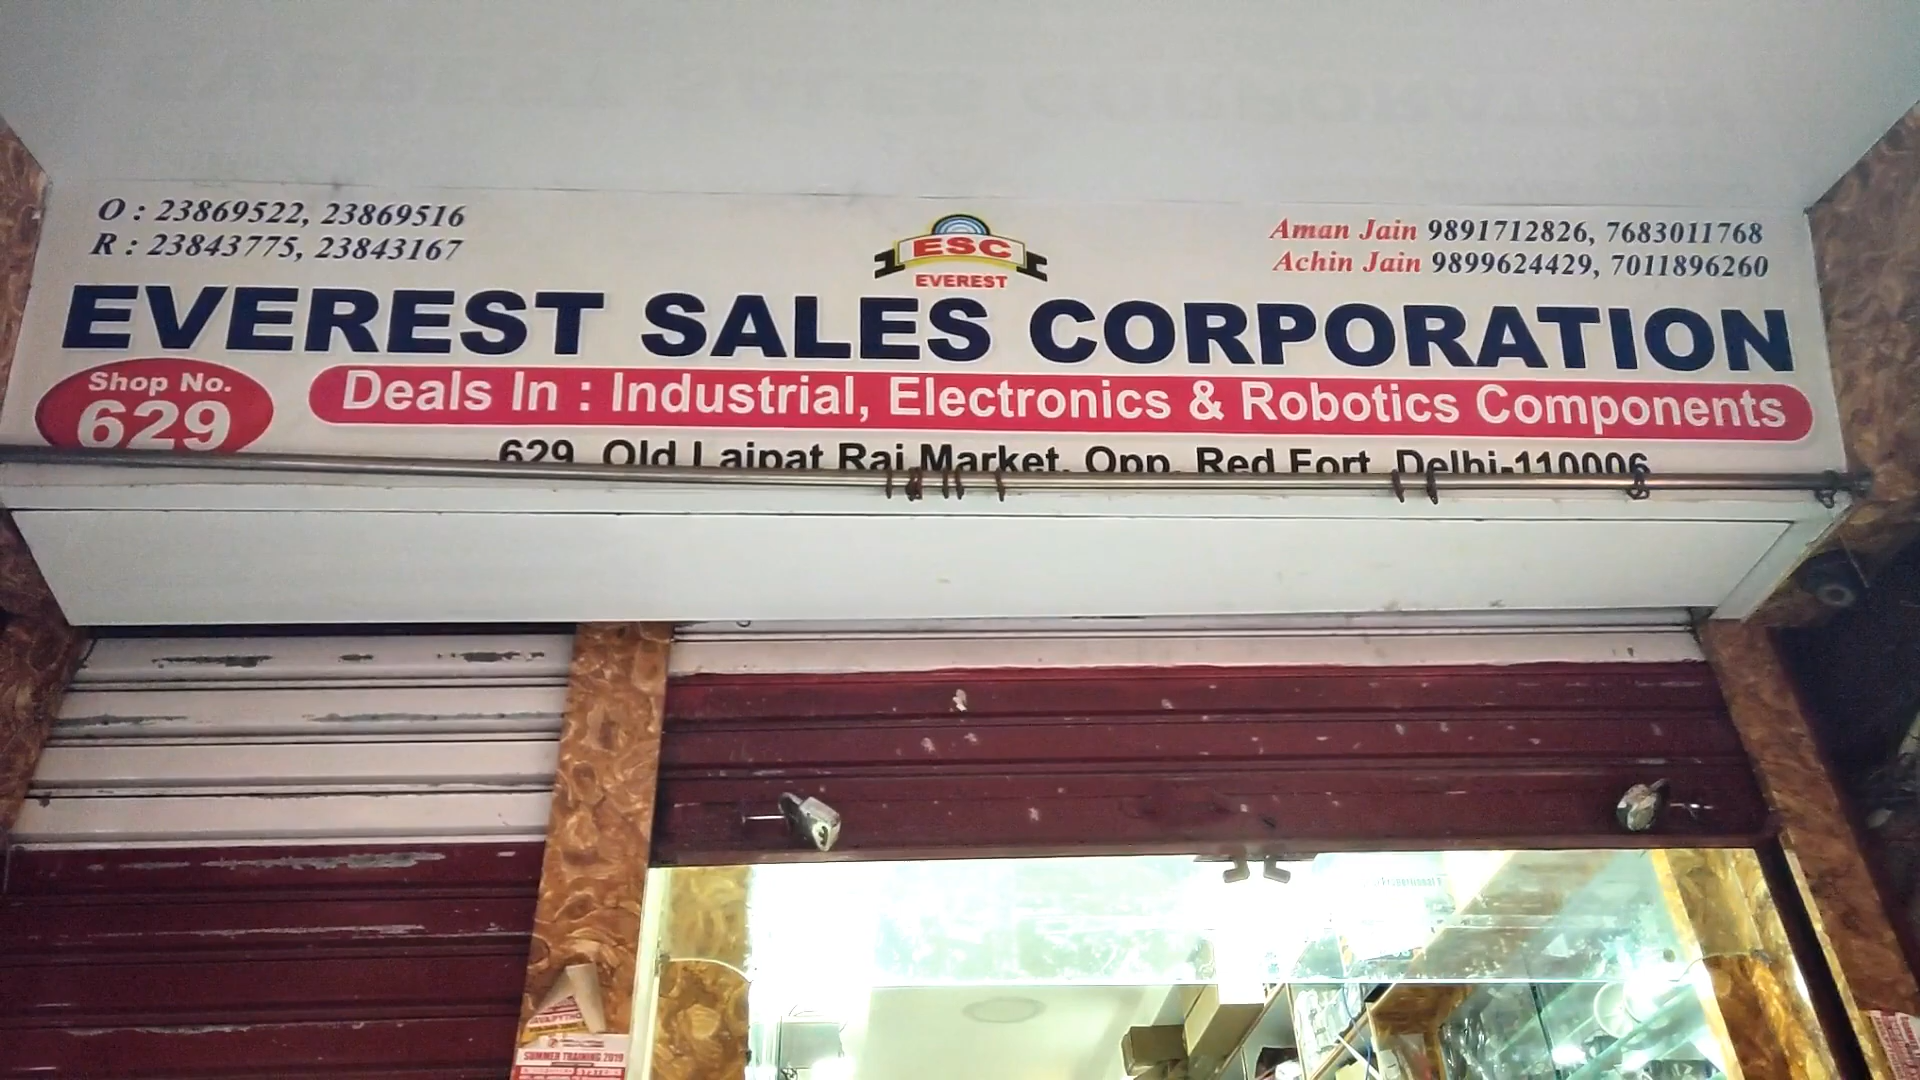 O : 23869522, 23869516
R : 23843775, 23843167
ESC
EVEREST
Aman Jain 9891712826, 7683011768
Achin Jain 9899624429, 7011896260
EVEREST SALES CORPORATION
Shop No.
629
Deals In : Industrial, Electronics & Robotics Components
629, Old Lajpat Rai Market, Opp. Red Fort, Delhi-110006
SUMMER TRAINING 2019